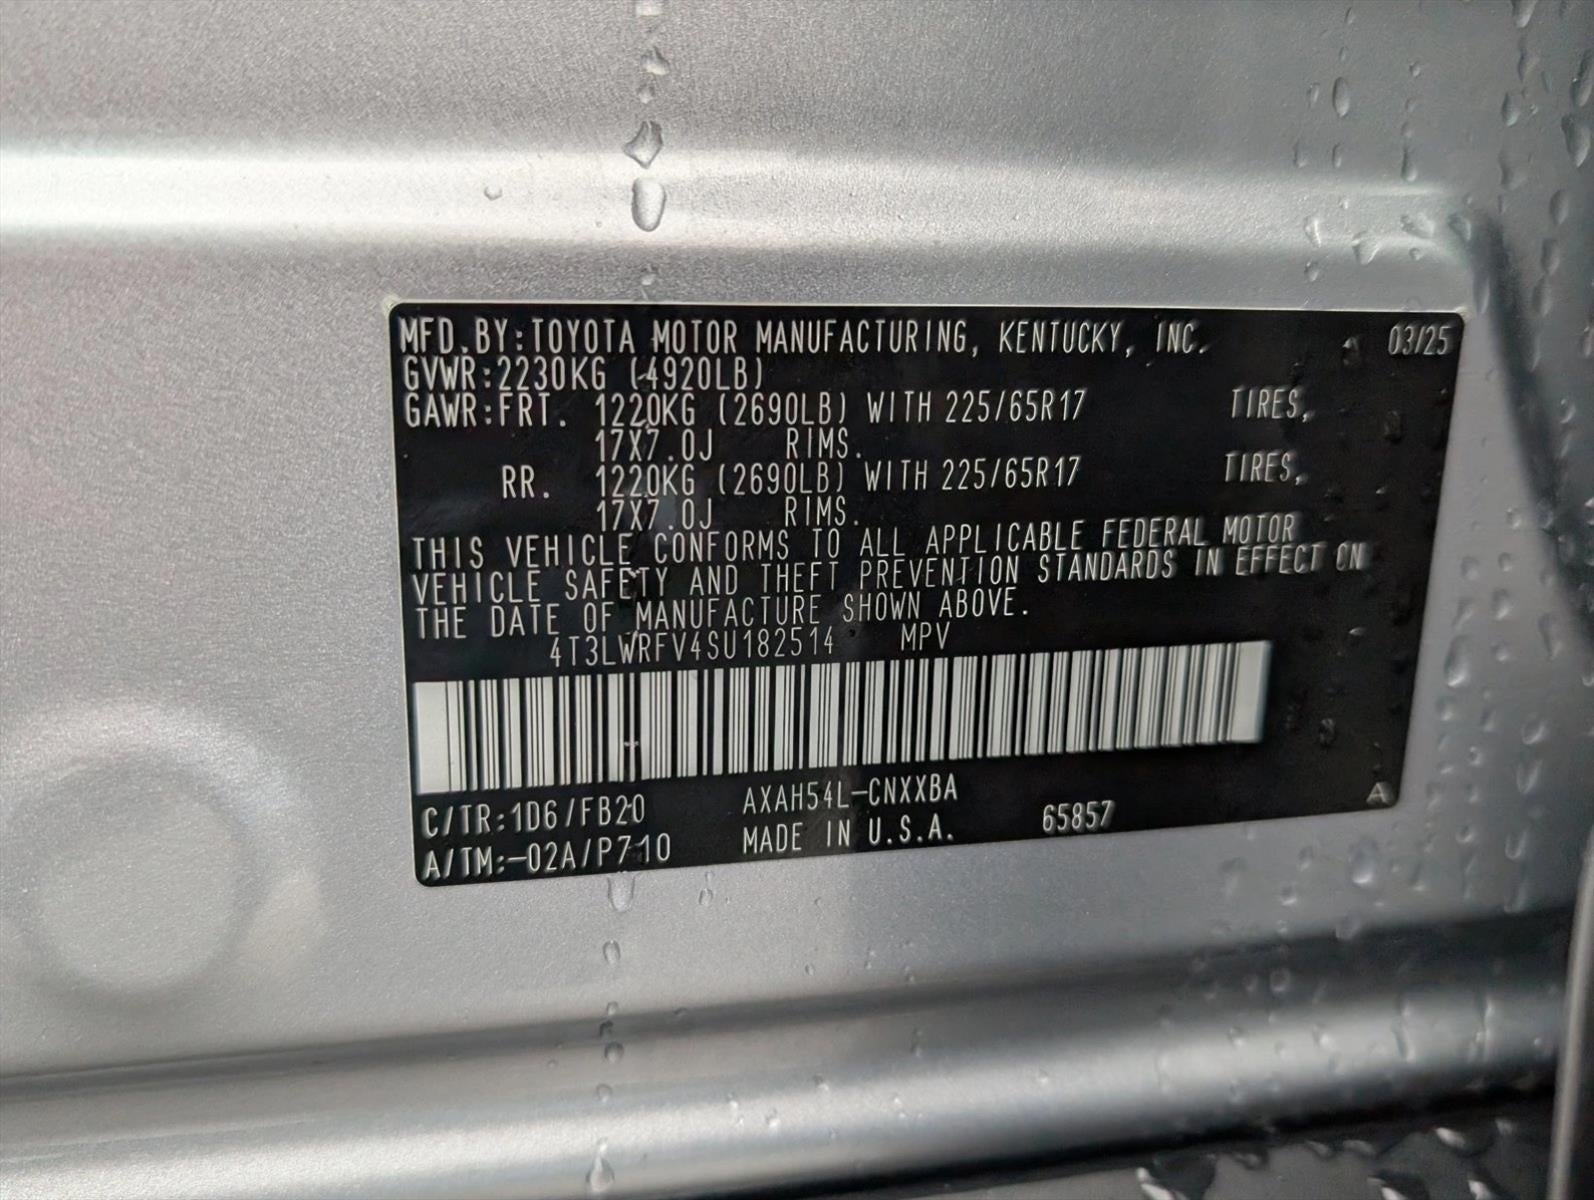 MFD.BY:TOYOTA MOTOR MANUFACTURING, KENTUCKY, INC. 03/25
GVWR:2230KG (4920LB)
GAWR:FRT. 1220KG (2690LB) WITH 225/65R17 TIRES,
17X7.0J RIMS.
RR. 1220KG (2690LB) WITH 225/65R17 TIRES,
17X7.0J RIMS.
THIS VEHICLE CONFORMS TO ALL APPLICABLE FEDERAL MOTOR
VEHICLE SAFETY AND THEFT PREVENTION STANDARDS IN EFFECT ON
THE DATE OF MANUFACTURE SHOWN ABOVE.
4T3LWRFV4SU182514 MPV
C/TR:1D6/FB20 AXAH54L-CNXXBA
A/TM:-02A/P710 MADE IN U.S.A. 65857 A